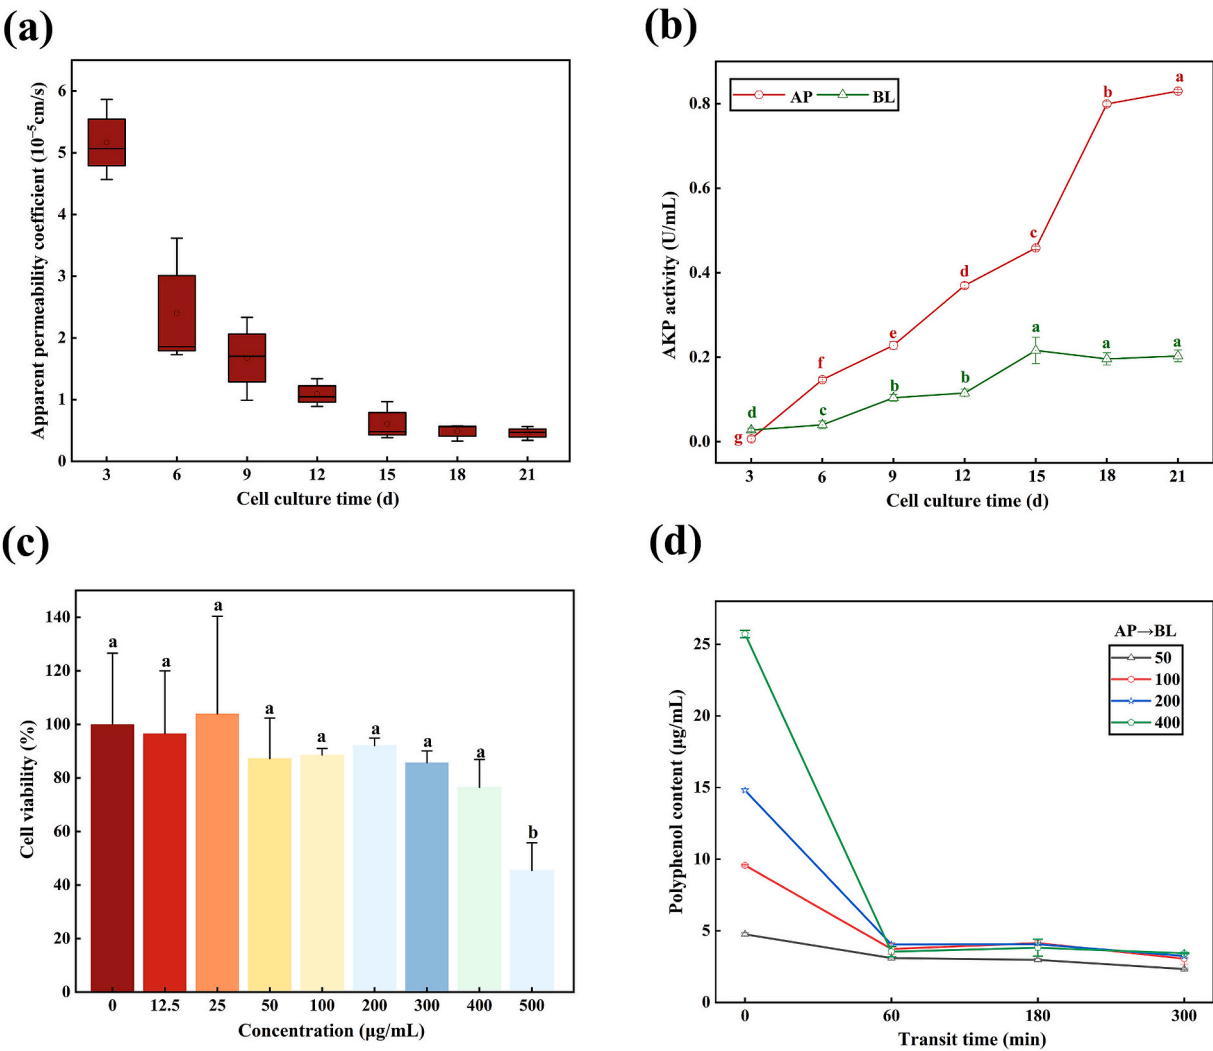 (a)
6
5
4
3
2
1
0
Apparent permeability coefficient (10⁻⁵cm/s)
3 6 9 12 15 18 21
Cell culture time (d)
(b)
AP BL
0.8
0.6
0.4
0.2
0.0
AKP activity (U/mL)
g f e d c b a
d c b b a a a
3 6 9 12 15 18 21
Cell culture time (d)
(c)
140
120
100
80
60
40
20
0
Cell viability (%)
a a a a a a a a b
0 12.5 25 50 100 200 300 400 500
Concentration (μg/mL)
(d)
AP→BL
50
100
200
400
25
20
15
10
5
0
Polyphenol content (μg/mL)
0 60 180 300
Transit time (min)